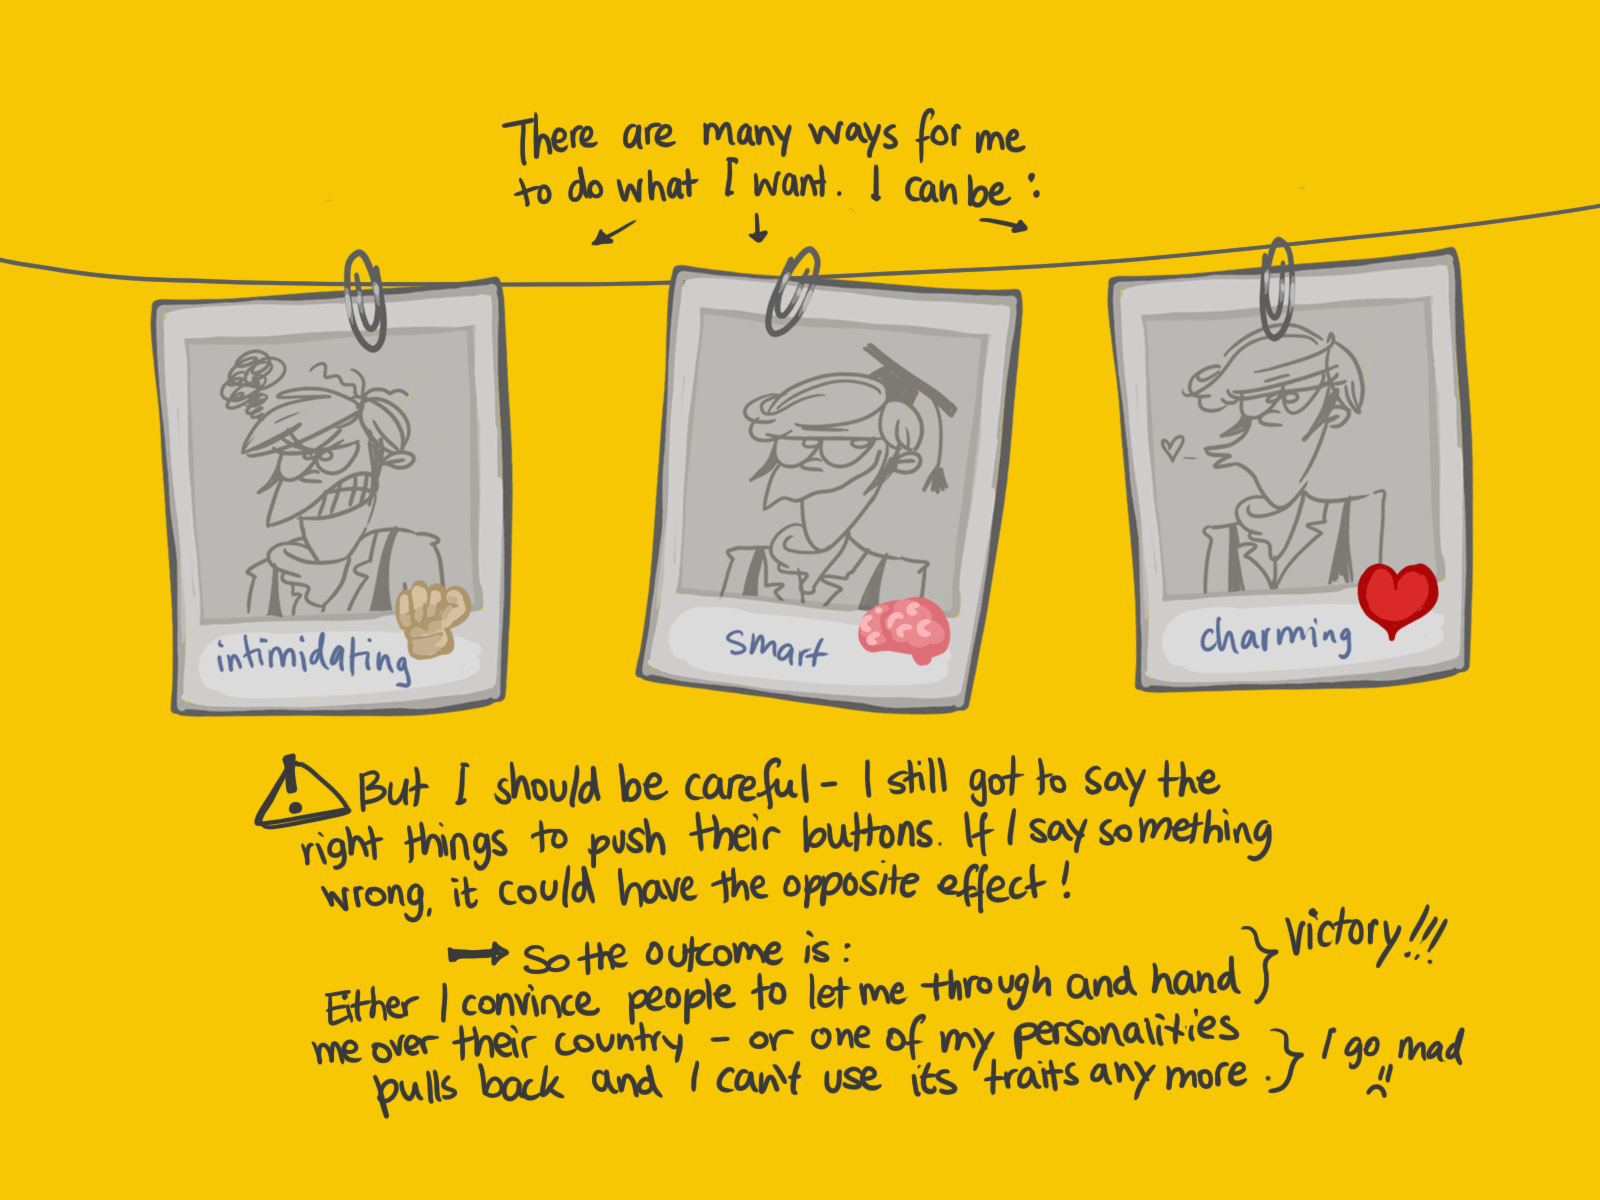 There are many ways for me
to do what I want. I can be :
intimidating
smart
charming
But I should be careful - I still got to say the
right things to push their buttons. If I say something
wrong, it could have the opposite effect!
So the outcome is:
Either I convince people to let me through and hand
me over their country - or one of my personalities
pulls back and I can't use its traits any more.
Victory!!!
I go mad